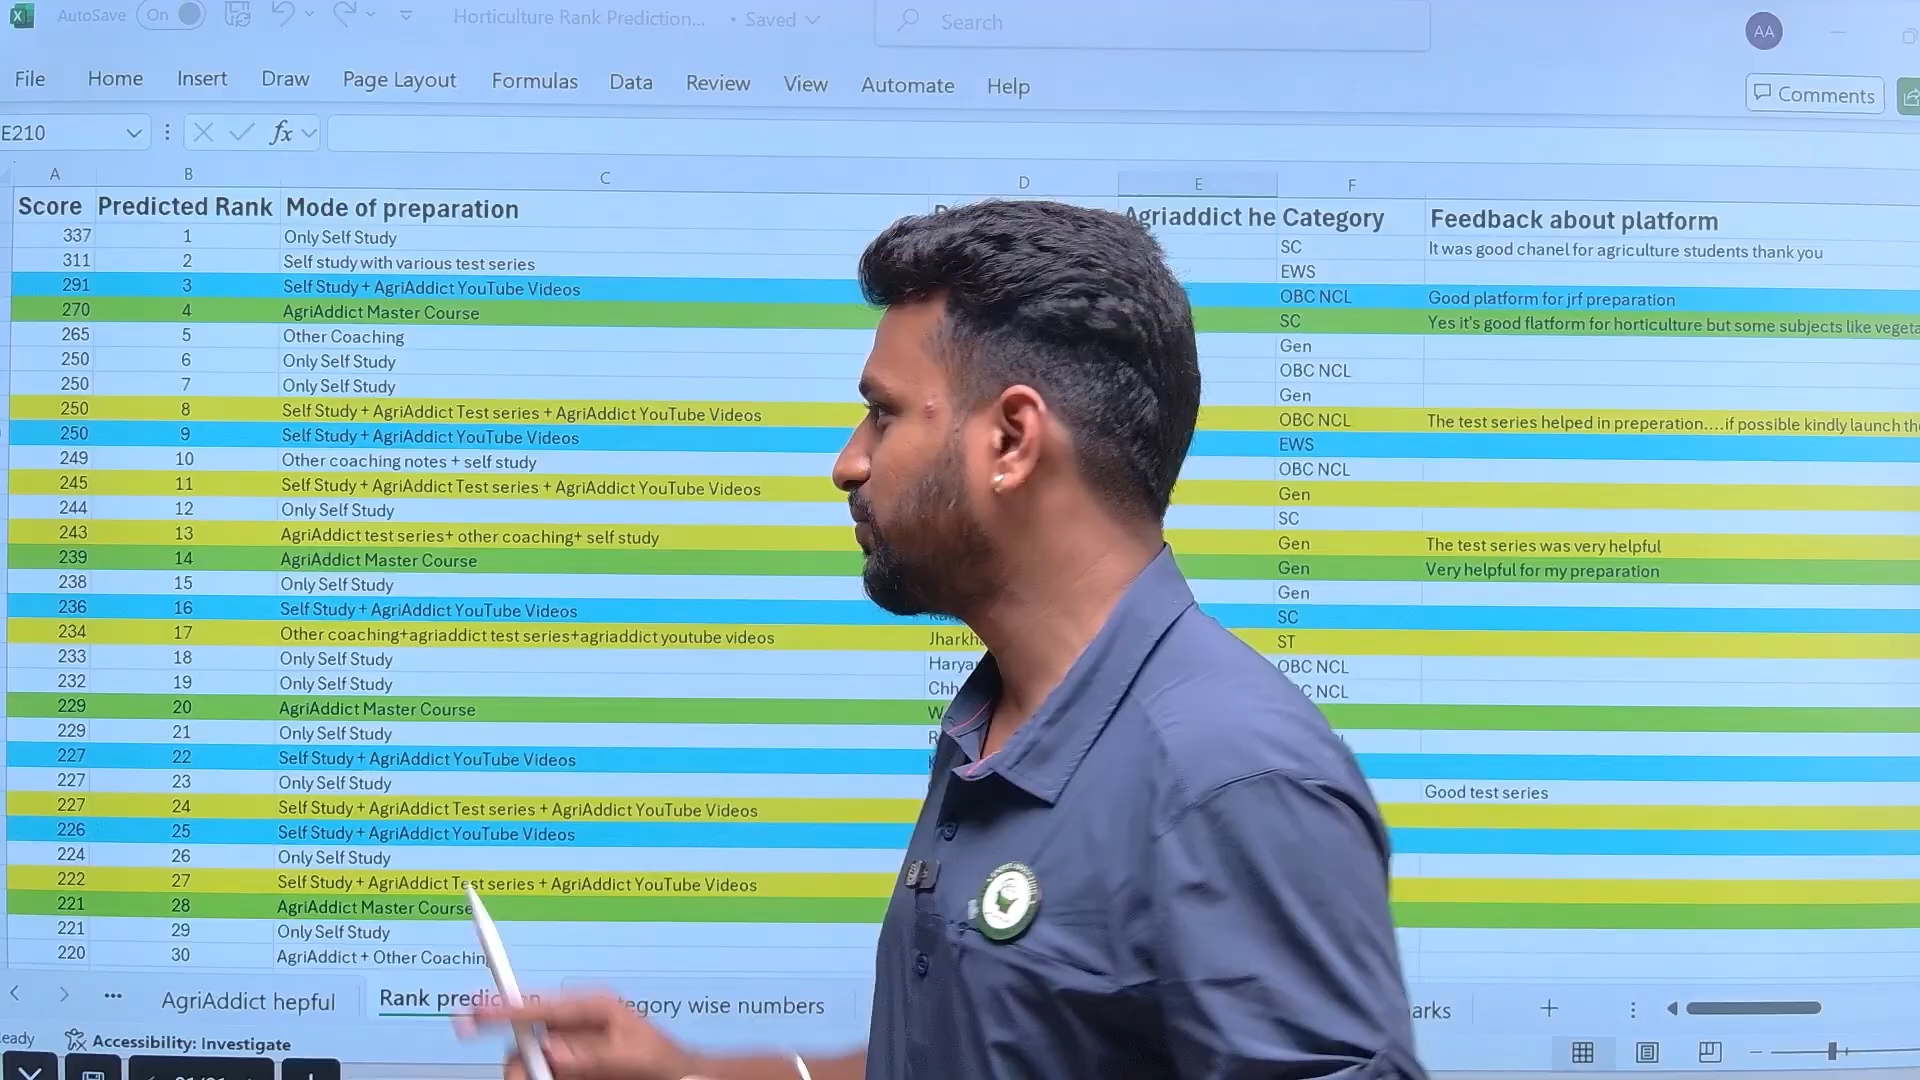 AutoSave On Horticulture Rank Prediction... • Saved Search AA
File Home Insert Draw Page Layout Formulas Data Review View Automate Help Comments
E210 fx
A B C D E F
Score Predicted Rank Mode of preparation Agriaddict he Category Feedback about platform
337 1 Only Self Study SC It was good chanel for agriculture students thank you
311 2 Self study with various test series EWS
291 3 Self Study + AgriAddict YouTube Videos OBC NCL Good platform for jrf preparation
270 4 AgriAddict Master Course SC Yes it's good flatform for horticulture but some subjects like vegeta
265 5 Other Coaching Gen
250 6 Only Self Study OBC NCL
250 7 Only Self Study Gen
250 8 Self Study + AgriAddict Test series + AgriAddict YouTube Videos OBC NCL The test series helped in preperation....if possible kindly launch th
250 9 Self Study + AgriAddict YouTube Videos EWS
249 10 Other coaching notes + self study OBC NCL
245 11 Self Study + AgriAddict Test series + AgriAddict YouTube Videos Gen
244 12 Only Self Study SC
243 13 AgriAddict test series+ other coaching+ self study Gen The test series was very helpful
239 14 AgriAddict Master Course Gen Very helpful for my preparation
238 15 Only Self Study Gen
236 16 Self Study + AgriAddict YouTube Videos SC
234 17 Other coaching+agriaddict test series+agriaddict youtube videos Jharkh ST
233 18 Only Self Study Harya OBC NCL
232 19 Only Self Study Chh NCL
229 20 AgriAddict Master Course W
229 21 Only Self Study R
227 22 Self Study + AgriAddict YouTube Videos
227 23 Only Self Study Good test series
227 24 Self Study + AgriAddict Test series + AgriAddict YouTube Videos
226 25 Self Study + AgriAddict YouTube Videos
224 26 Only Self Study
222 27 Self Study + AgriAddict Test series + AgriAddict YouTube Videos
221 28 AgriAddict Master Course
221 29 Only Self Study
220 30 AgriAddict + Other Coachin
... AgriAddict hepful Rank predic egory wise numbers arks +
eady Accessibility: Investigate